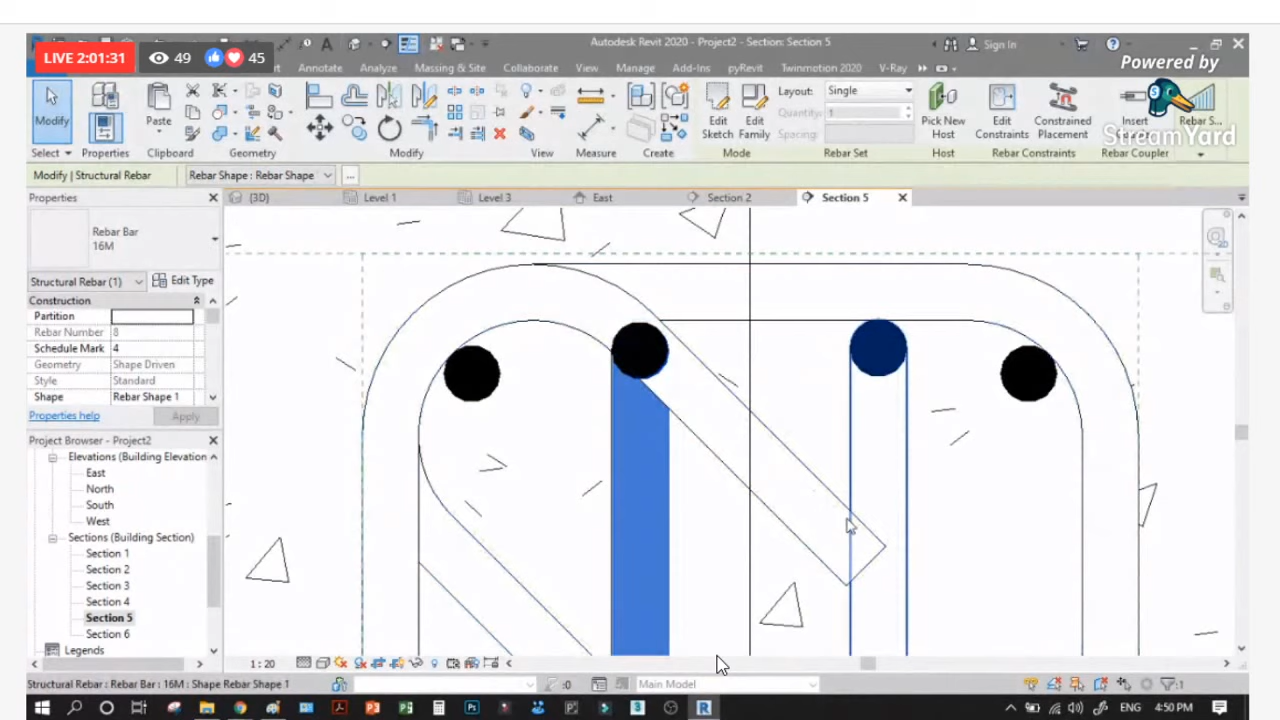 Autodesk Revit 2020 - Project2 - Section: Section 5
Sign In
LIVE 2:01:31
49
45
Powered by
StreamYard
Annotate
Analyze
Massing & Site
Collaborate
View
Manage
Add-Ins
pyRevit
Twinmotion 2020
V-Ray
Modify
Properties
Paste
Edit Sketch
Edit Family
Layout:
Single
Quantity:
1
Spacing:
Pick New Host
Edit Constraints
Constrained Placement
Insert
Rebar S...
Select
Properties
Clipboard
Geometry
Modify
View
Measure
Create
Mode
Rebar Set
Host
Rebar Constraints
Rebar Coupler
Modify | Structural Rebar
Rebar Shape : Rebar Shape
...
Properties
{3D}
Level 1
Level 3
East
Section 2
Section 5
Rebar Bar
16M
Structural Rebar (1)
Edit Type
Construction
Partition
Rebar Number 8
Schedule Mark 4
Geometry Shape Driven
Style Standard
Shape Rebar Shape 1
Properties help
Apply
Project Browser - Project2
Elevations (Building Elevation
East
North
South
West
Sections (Building Section)
Section 1
Section 2
Section 3
Section 4
Section 5
Section 6
Legends
1 : 20
Structural Rebar : Rebar Bar : 16M : Shape Rebar Shape 1
:0
Main Model
:1
ENG
4:50 PM